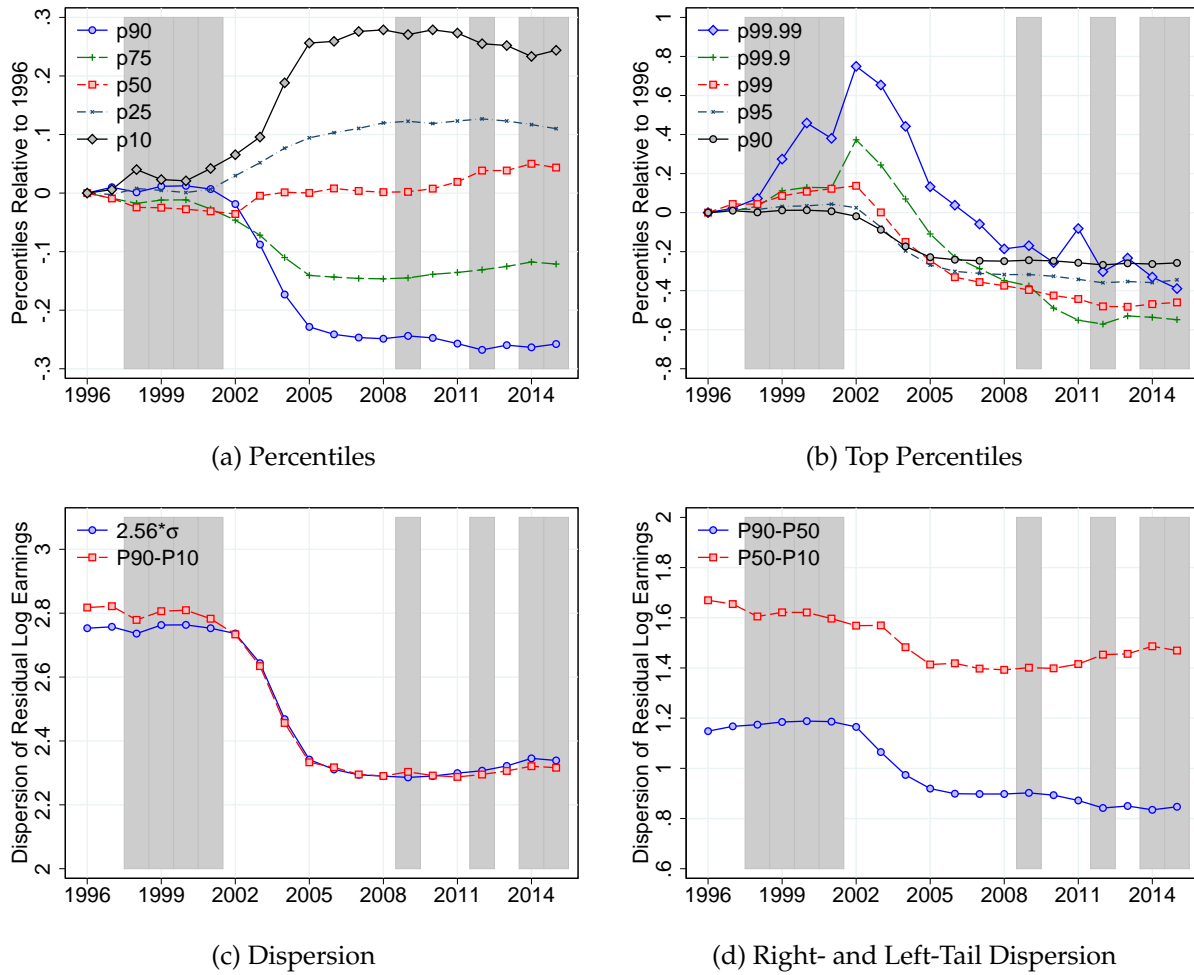 Percentiles Relative to 1996
.3
.2
.1
0
-.1
-.2
-.3
p90
p75
p50
p25
p10
1996 1999 2002 2005 2008 2011 2014
(a) Percentiles
Percentiles Relative to 1996
1
.8
.6
.4
.2
0
-.2
-.4
-.6
-.8
p99.99
p99.9
p99
p95
p90
1996 1999 2002 2005 2008 2011 2014
(b) Top Percentiles
Dispersion of Residual Log Earnings
3
2.8
2.6
2.4
2.2
2
2.56*σ
P90-P10
1996 1999 2002 2005 2008 2011 2014
(c) Dispersion
Dispersion of Residual Log Earnings
2
1.8
1.6
1.4
1.2
1
.8
.6
P90-P50
P50-P10
1996 1999 2002 2005 2008 2011 2014
(d) Right- and Left-Tail Dispersion